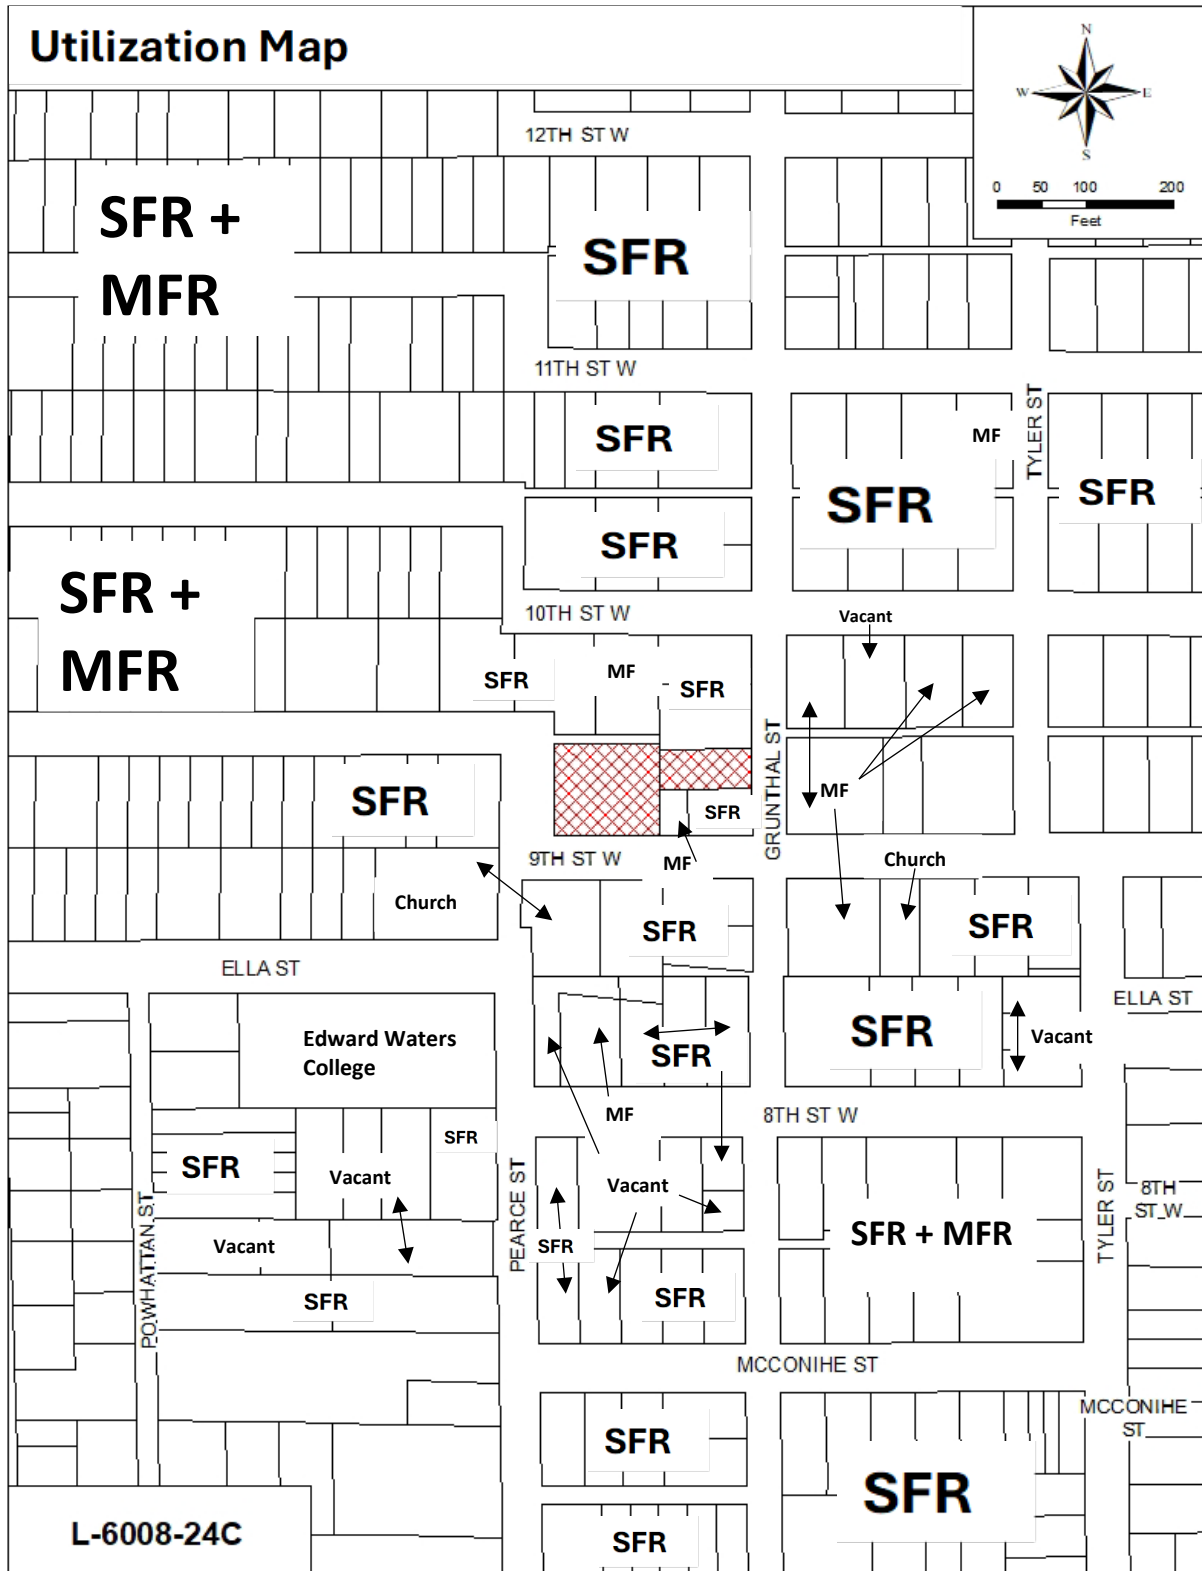 Utilization Map
N
W
E
S
0 50 100 200
Feet
12TH ST W
SFR +
MFR
SFR
11TH ST W
SFR
MF
TYLER ST
SFR
SFR
SFR
SFR +
MFR
10TH ST W
Vacant
SFR
MF
SFR
GRUNTHAL ST
MF
SFR
SFR
9TH ST W
MF
Church
Church
SFR
SFR
ELLA ST
ELLA ST
Edward Waters
College
SFR
SFR
Vacant
MF
8TH ST W
SFR
SFR
Vacant
Vacant
PEARCE ST
POWHATTAN ST
TYLER ST
8TH
ST W
Vacant
SFR
SFR + MFR
SFR
SFR
MCCONIHE ST
MCCONIHE
ST
SFR
SFR
L-6008-24C
SFR